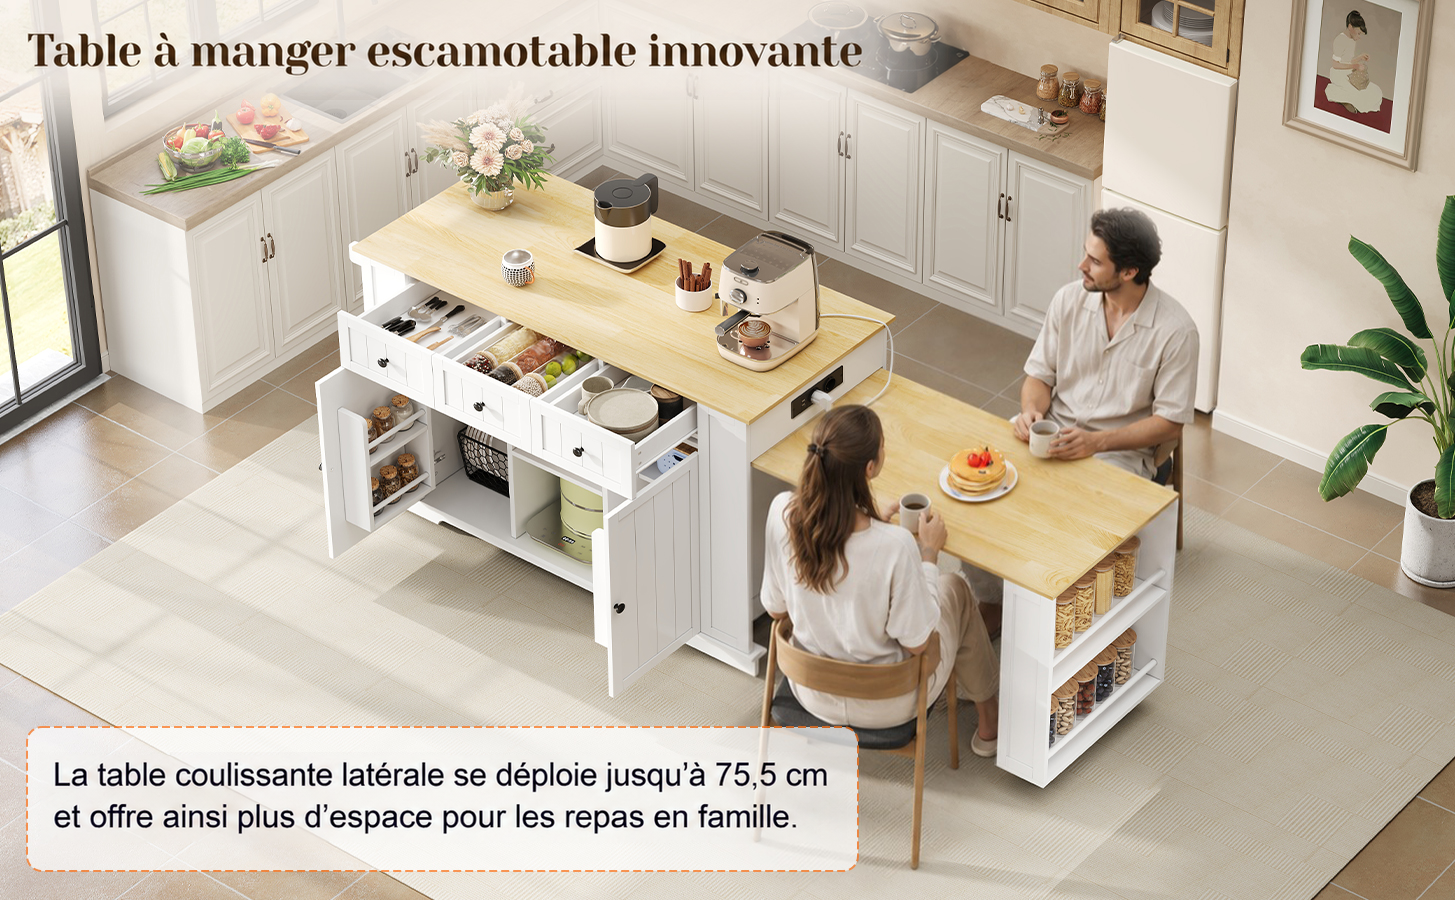 Table à manger escamotable innovante
La table coulissante latérale se déploie jusqu’à 75,5 cm
et offre ainsi plus d’espace pour les repas en famille.